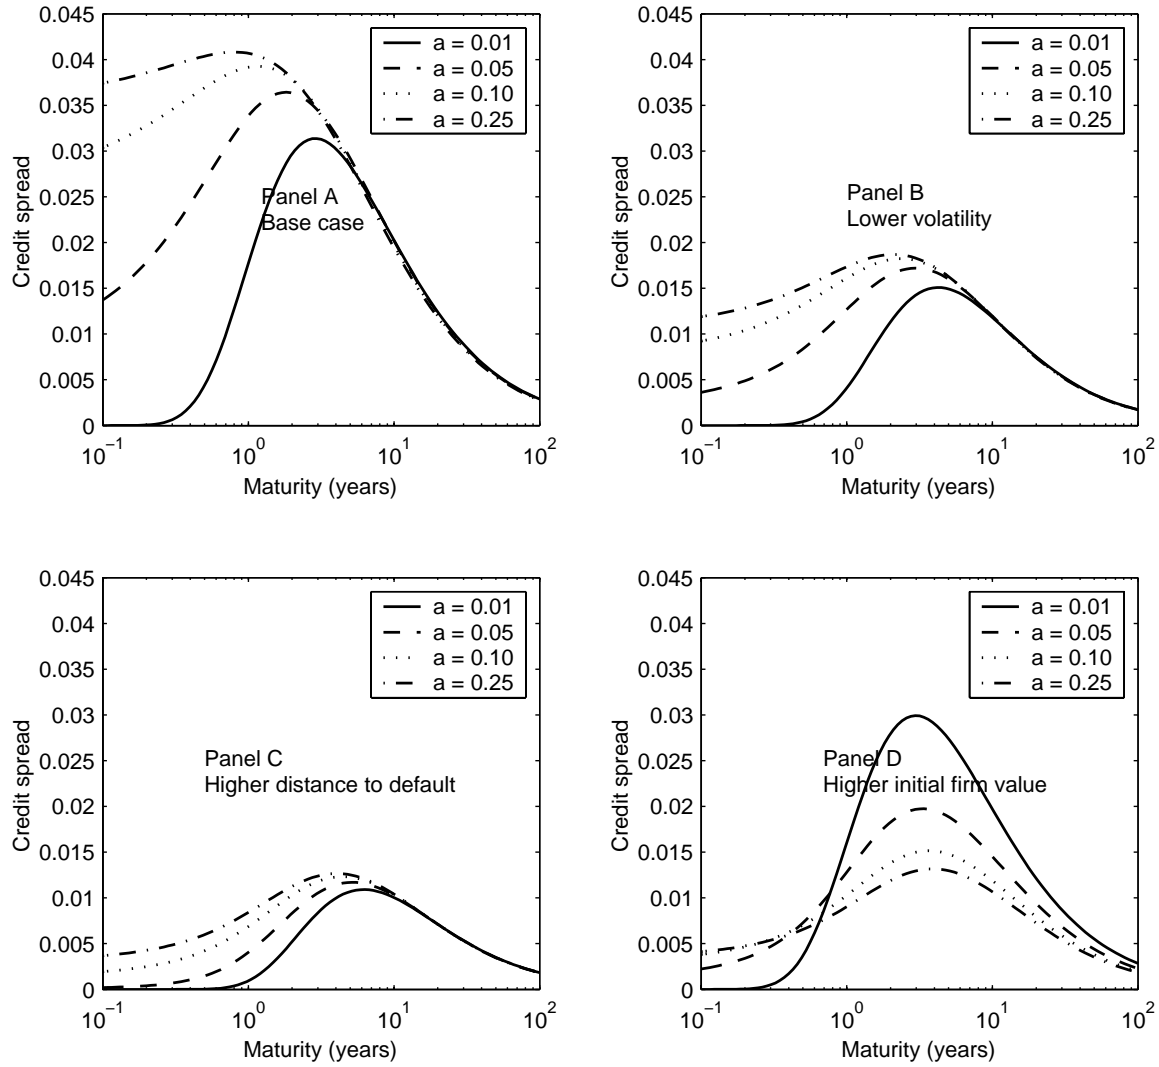 0.045
0.04
0.035
0.03
0.025
0.02
0.015
0.01
0.005
0
Credit spread
a = 0.01
a = 0.05
a = 0.10
a = 0.25
Panel A
Base case
10^−1
10^0
10^1
10^2
Maturity (years)
0.045
0.04
0.035
0.03
0.025
0.02
0.015
0.01
0.005
0
Credit spread
a = 0.01
a = 0.05
a = 0.10
a = 0.25
Panel B
Lower volatility
10^−1
10^0
10^1
10^2
Maturity (years)
0.045
0.04
0.035
0.03
0.025
0.02
0.015
0.01
0.005
0
Credit spread
a = 0.01
a = 0.05
a = 0.10
a = 0.25
Panel C
Higher distance to default
10^−1
10^0
10^1
10^2
Maturity (years)
0.045
0.04
0.035
0.03
0.025
0.02
0.015
0.01
0.005
0
Credit spread
a = 0.01
a = 0.05
a = 0.10
a = 0.25
Panel D
Higher initial firm value
10^−1
10^0
10^1
10^2
Maturity (years)